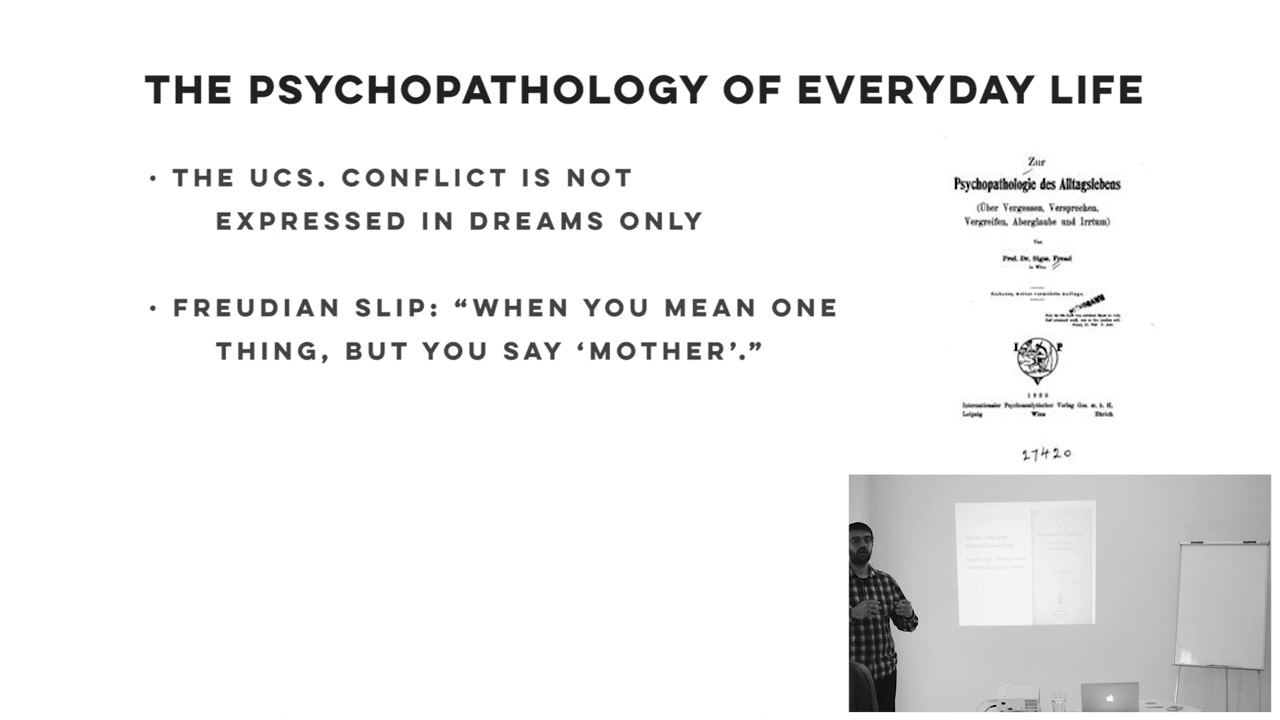 THE PSYCHOPATHOLOGY OF EVERYDAY LIFE
• THE UCS. CONFLICT IS NOT
EXPRESSED IN DREAMS ONLY
• FREUDIAN SLIP: “WHEN YOU MEAN ONE
THING, BUT YOU SAY ‘MOTHER’.”
Zur
Psychopathologie des Alltagslebens
(Über Vergessen, Versprechen,
Vergreifen, Aberglaube und Irrtum)
Von
Prof. Dr. Sigm. Freud
in Wien
I P
1920
Internationaler Psychoanalytischer Verlag Ges. m. b. H.
Leipzig Wien Zürich
27420